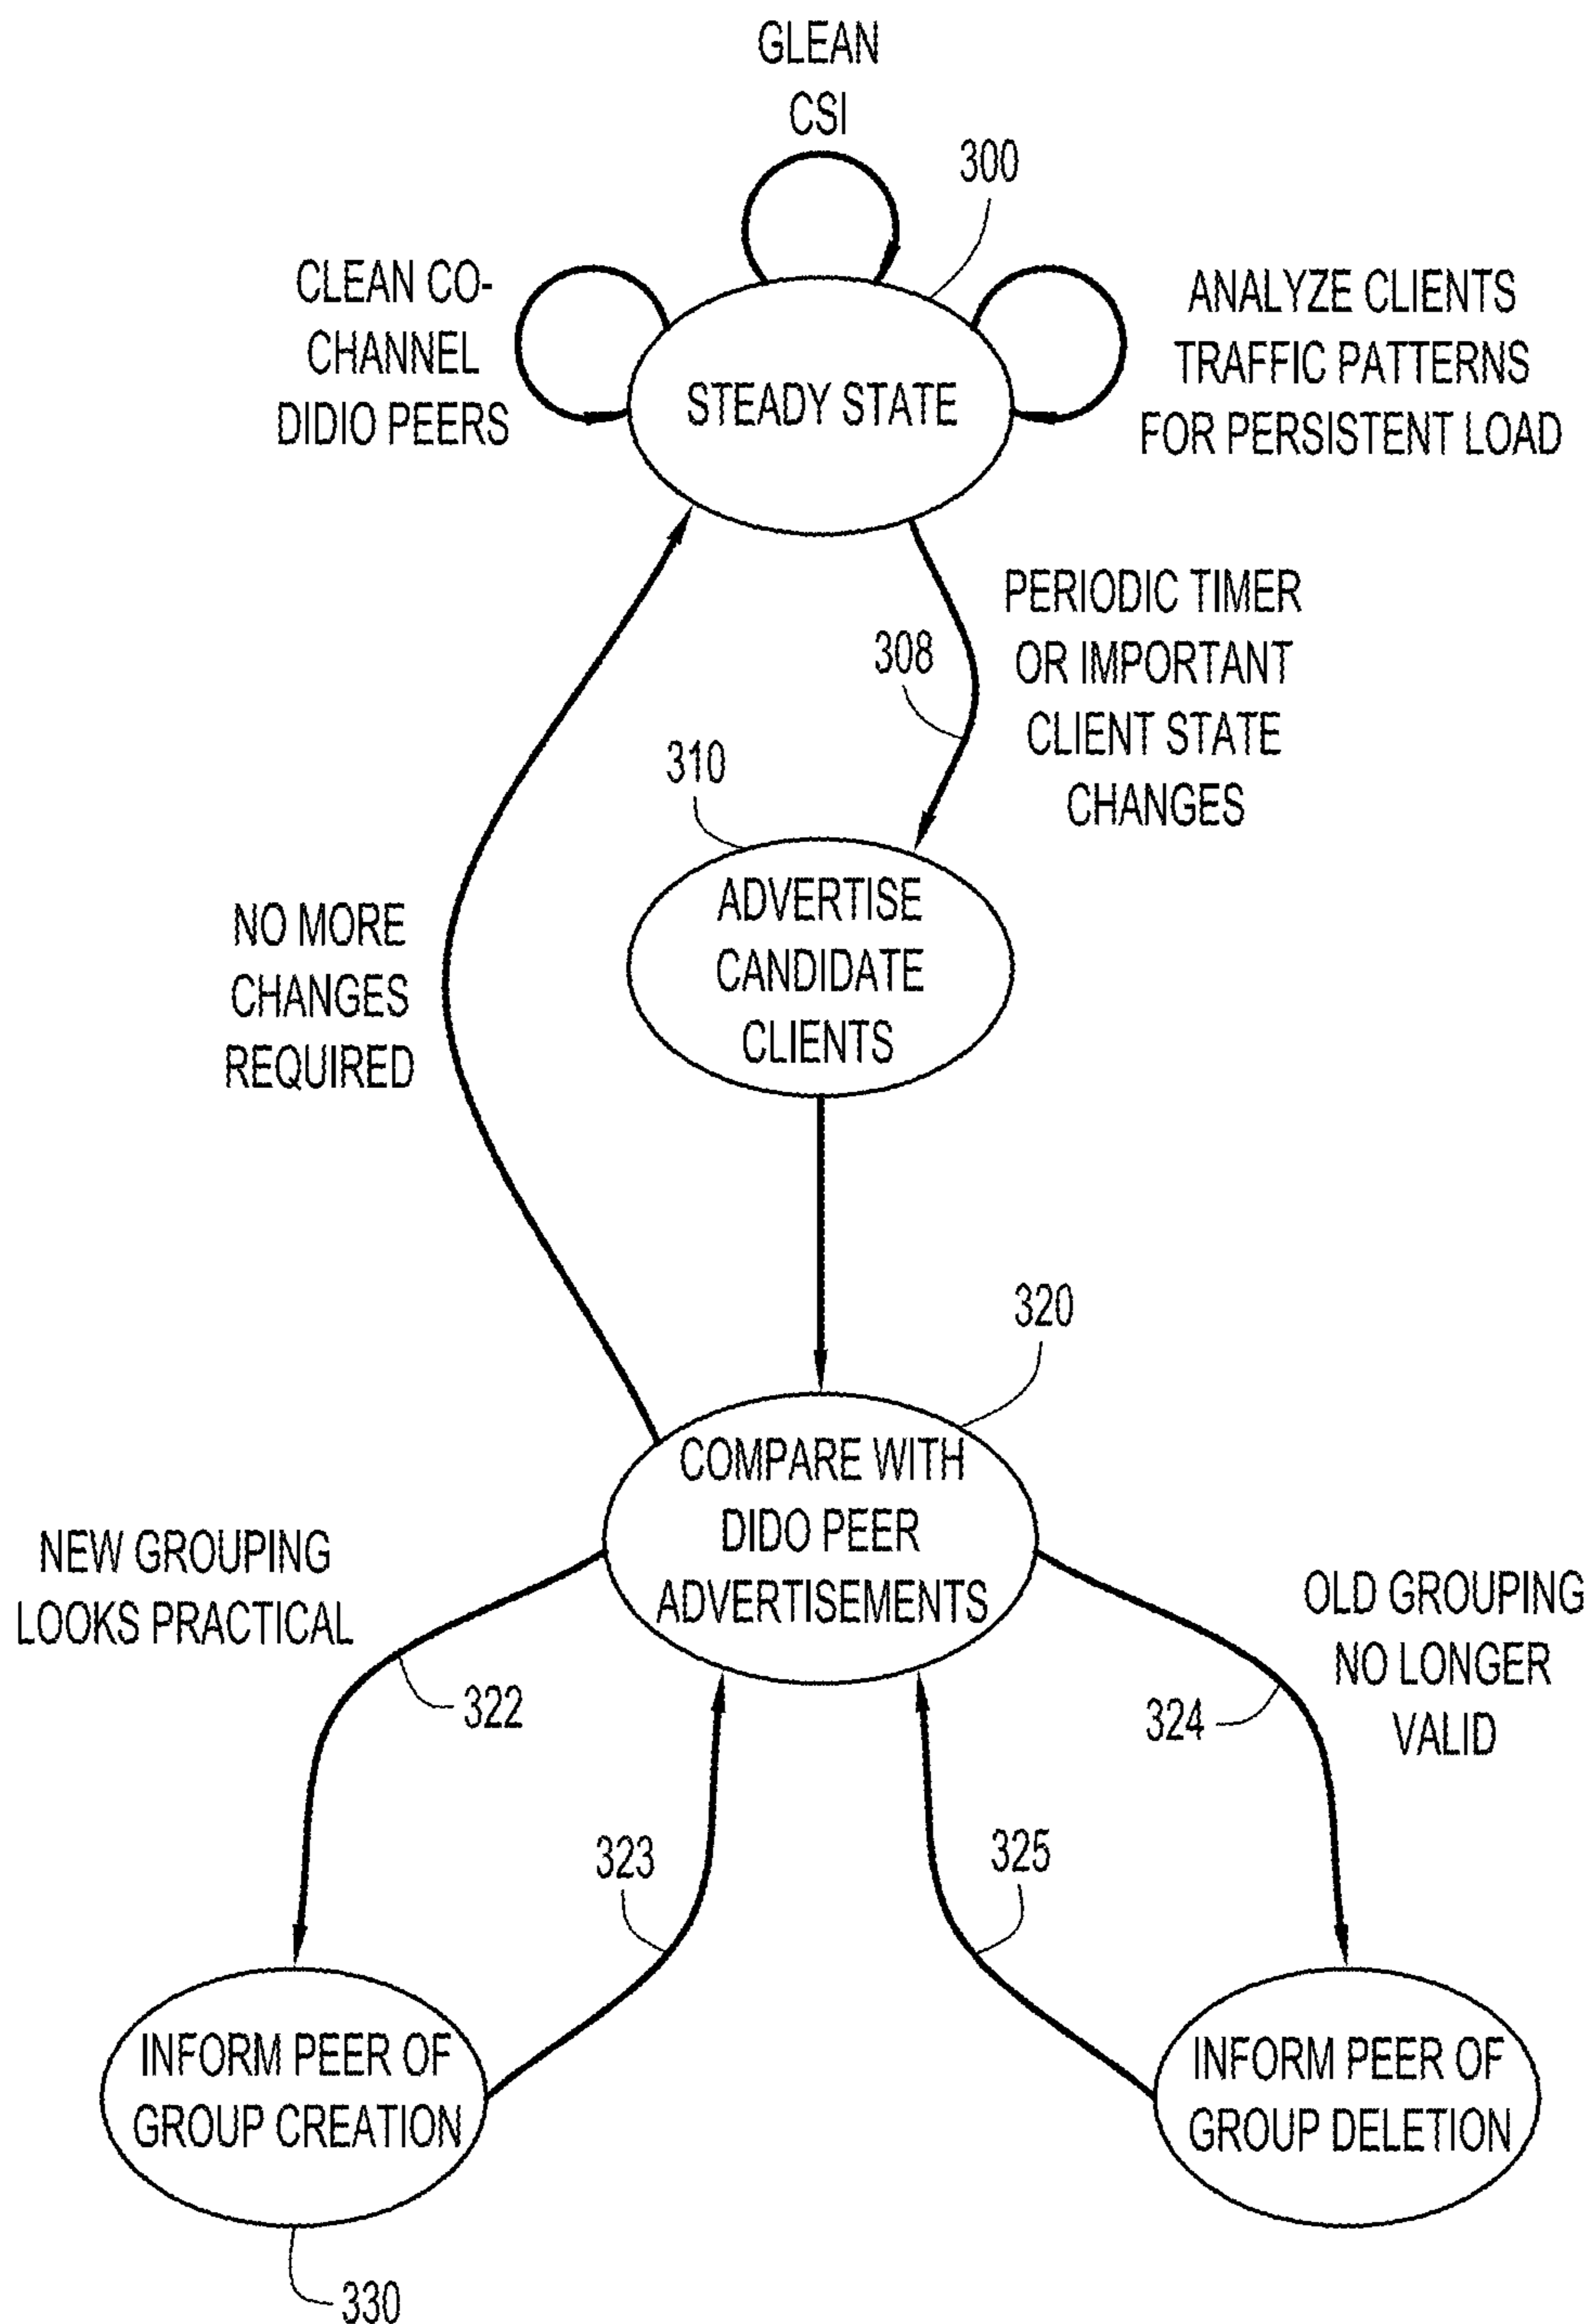 GLEAN
CSI
300
CLEAN CO-
CHANNEL
DIDIO PEERS
STEADY STATE
ANALYZE CLIENTS
TRAFFIC PATTERNS
FOR PERSISTENT LOAD
308
PERIODIC TIMER
OR IMPORTANT
CLIENT STATE
CHANGES
310
ADVERTISE
CANDIDATE
CLIENTS
NO MORE
CHANGES
REQUIRED
320
COMPARE WITH
DIDO PEER
ADVERTISEMENTS
NEW GROUPING
LOOKS PRACTICAL
322
OLD GROUPING
NO LONGER
VALID
324
323
325
INFORM PEER OF
GROUP CREATION
330
INFORM PEER OF
GROUP DELETION